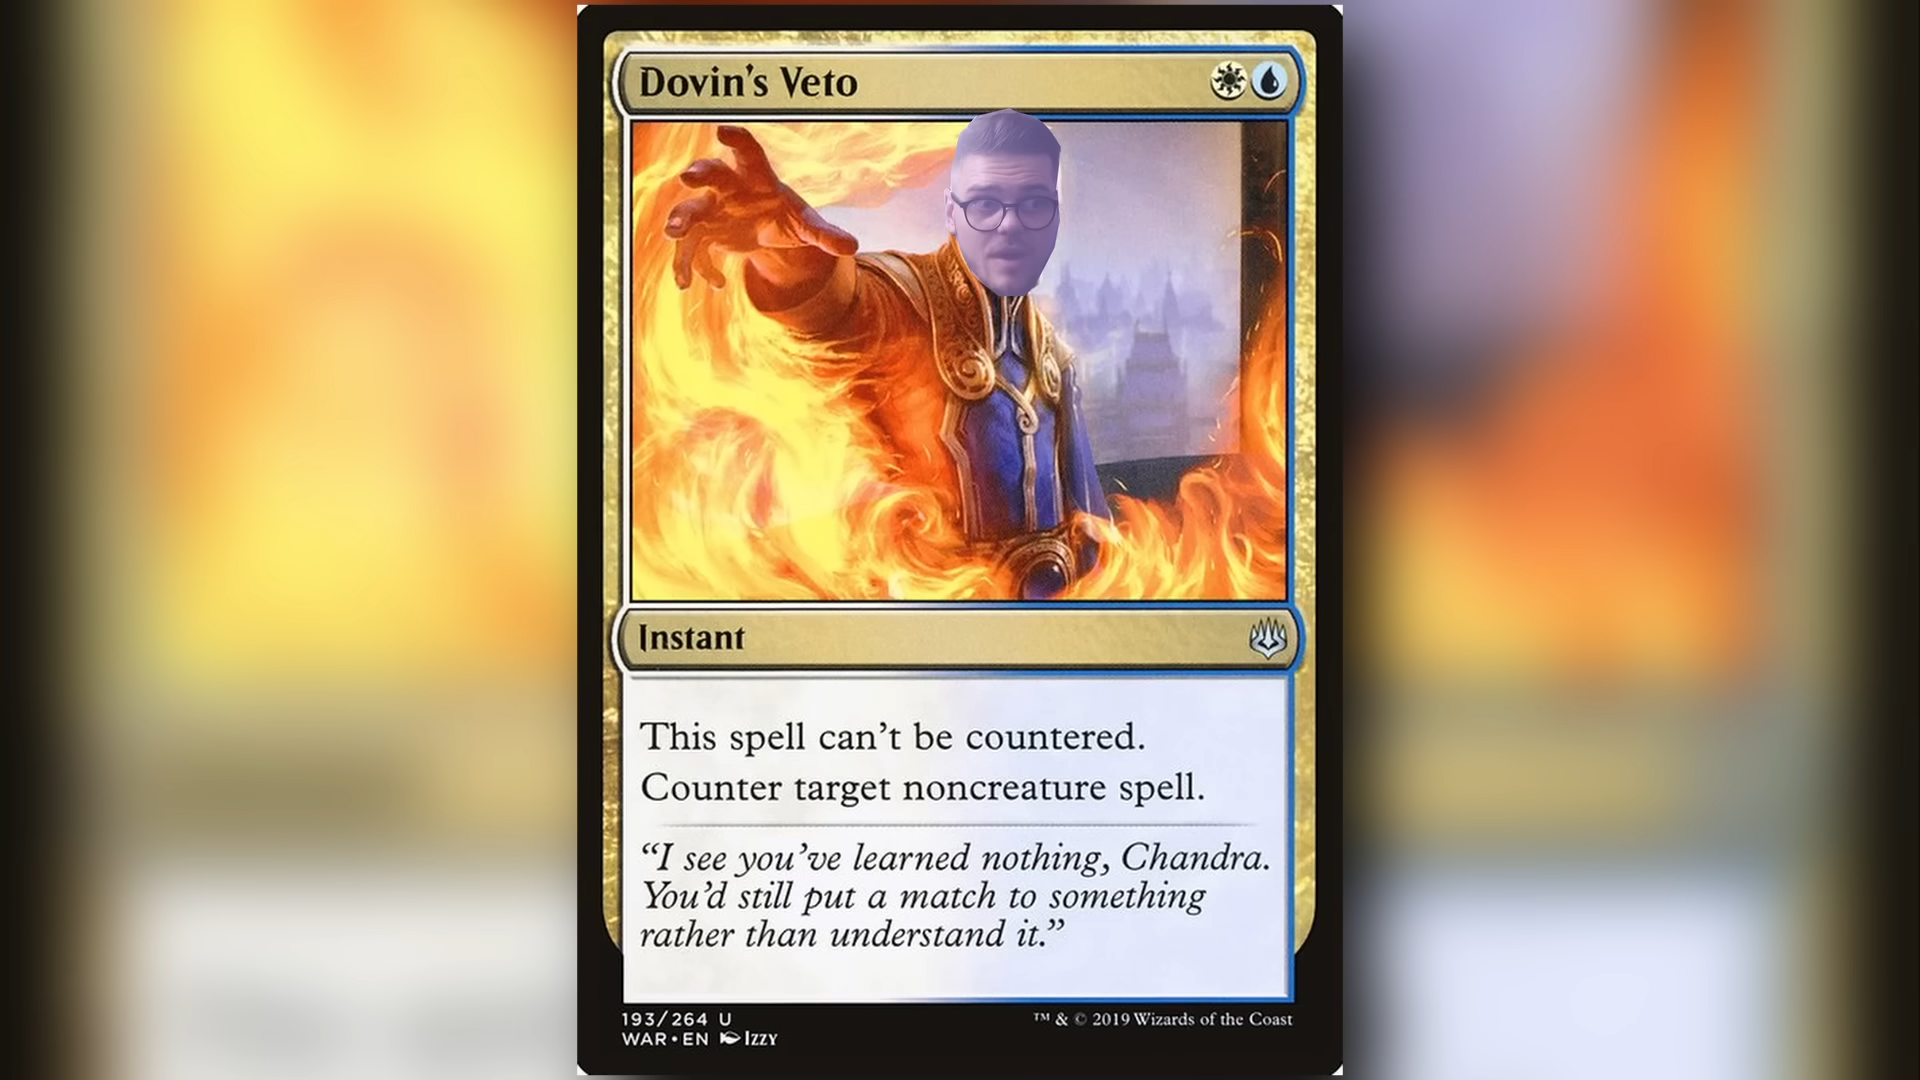 Dovin's Veto
Instant
This spell can't be countered.
Counter target noncreature spell.
“I see you've learned nothing, Chandra.
You'd still put a match to something
rather than understand it.”
193/264 U
WAR • EN Izzy
™ & © 2019 Wizards of the Coast